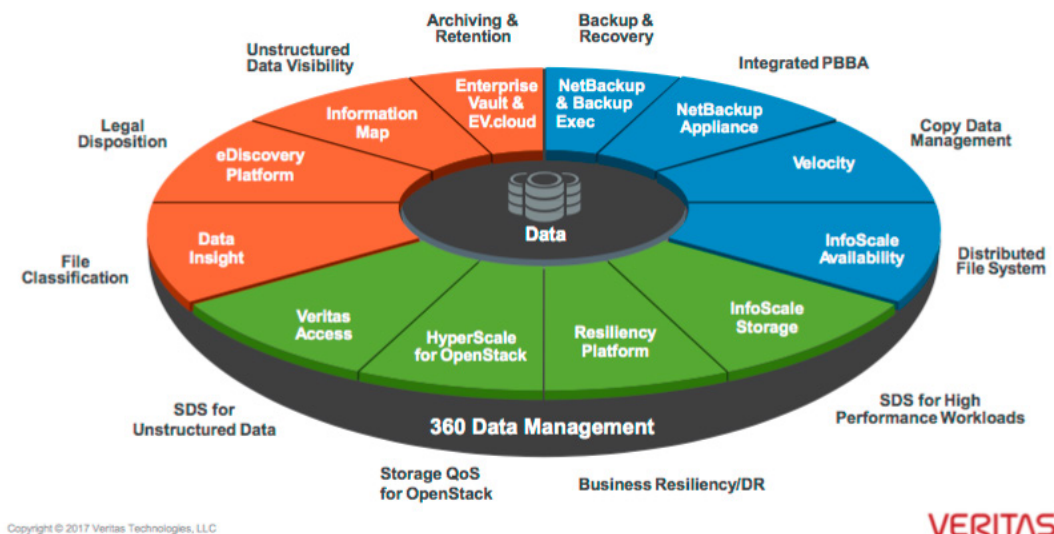 Archiving &
Retention
Backup &
Recovery
Unstructured
Data Visibility
Integrated PBBA
Legal
Disposition
Copy Data
Management
File
Classification
Distributed
File System
Enterprise
Vault &
EV.cloud
NetBackup
& Backup
Exec
Information
Map
NetBackup
Appliance
eDiscovery
Platform
Velocity
Data
Insight
InfoScale
Availability
Data
Veritas
Access
HyperScale
for OpenStack
Resiliency
Platform
InfoScale
Storage
360 Data Management
SDS for
Unstructured Data
SDS for High
Performance Workloads
Storage QoS
for OpenStack
Business Resiliency/DR
Copyright © 2017 Veritas Technologies, LLC
VERITAS